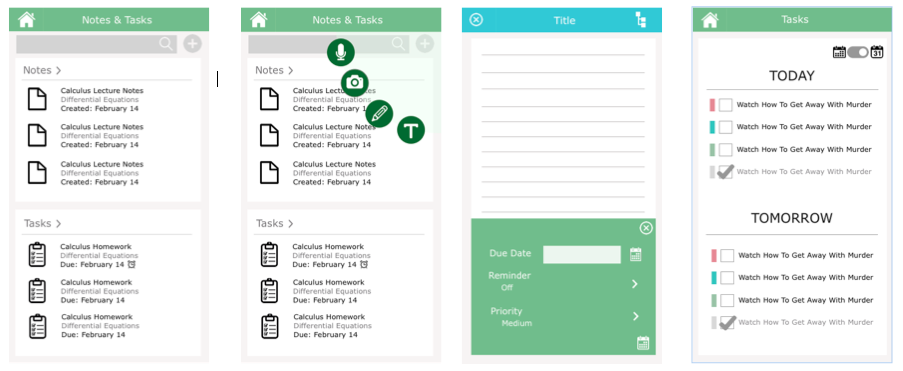 Notes & Tasks
Notes >
Calculus Lecture Notes
Differential Equations
Created: February 14
Calculus Lecture Notes
Differential Equations
Created: February 14
Calculus Lecture Notes
Differential Equations
Created: February 14
Tasks >
Calculus Homework
Differential Equations
Due: February 14
Calculus Homework
Differential Equations
Due: February 14
Calculus Homework
Differential Equations
Due: February 14
Notes & Tasks
Notes >
Calculus Lecture Notes
Differential Equations
Created: February 1
Calculus Lecture Notes
Differential Equations
Created: February 14
Calculus Lecture Notes
Differential Equations
Created: February 14
T
Tasks >
Calculus Homework
Differential Equations
Due: February 14
Calculus Homework
Differential Equations
Due: February 14
Calculus Homework
Differential Equations
Due: February 14
Title
Due Date
Reminder
Off
Priority
Medium
Tasks
31
TODAY
Watch How To Get Away With Murder
Watch How To Get Away With Murder
Watch How To Get Away With Murder
Watch How To Get Away With Murder
TOMORROW
Watch How To Get Away With Murder
Watch How To Get Away With Murder
Watch How To Get Away With Murder
Watch How To Get Away With Murder